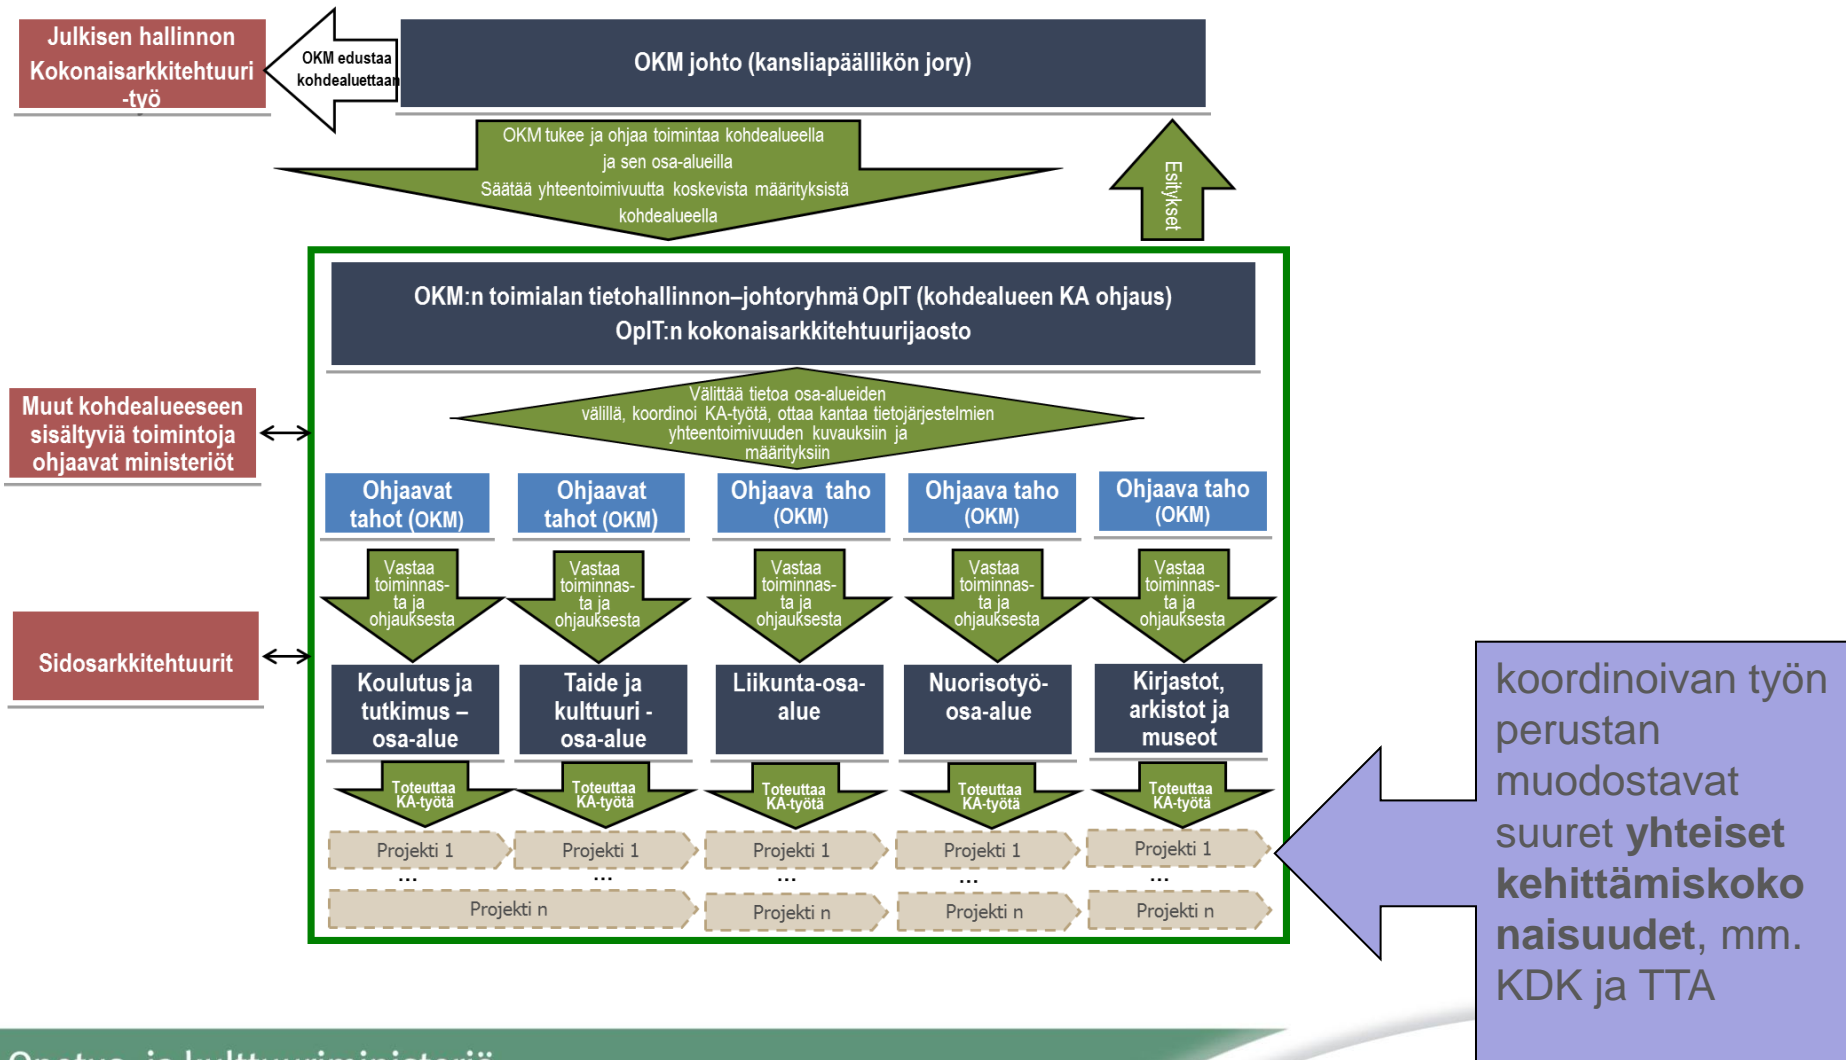 Julkisen hallinnon
Kokonaisarkkitehtuuri
-työ
OKM edustaa
kohdealuettaan
OKM johto (kansliapäällikön jory)
OKM tukee ja ohjaa toimintaa kohdealueella
ja sen osa-alueilla
Säätää yhteentoimivuutta koskevista määrityksistä
kohdealueella
Esitykset
OKM:n toimialan tietohallinnon–johtoryhmä OpIT (kohdealueen KA ohjaus)
OpIT:n kokonaisarkkitehtuurijaosto
Muut kohdealueeseen
sisältyviä toimintoja
ohjaavat ministeriöt
Välittää tietoa osa-alueiden
välillä, koordinoi KA-työtä, ottaa kantaa tietojärjestelmien
yhteentoimivuuden kuvauksiin ja
määrityksiin
Ohjaavat
tahot (OKM)
Ohjaavat
tahot (OKM)
Ohjaava taho
(OKM)
Ohjaava taho
(OKM)
Ohjaava taho
(OKM)
Vastaa
toiminnas-
ta ja
ohjauksesta
Vastaa
toiminnas-
ta ja
ohjauksesta
Vastaa
toiminnas-
ta ja
ohjauksesta
Vastaa
toiminnas-
ta ja
ohjauksesta
Vastaa
toiminnas-
ta ja
ohjauksesta
Sidosarkkitehtuurit
Koulutus ja
tutkimus –
osa-alue
Taide ja
kulttuuri -
osa-alue
Liikunta-osa-
alue
Nuorisotyö-
osa-alue
Kirjastot,
arkistot ja
museot
Toteuttaa
KA-työtä
Toteuttaa
KA-työtä
Toteuttaa
KA-työtä
Toteuttaa
KA-työtä
Toteuttaa
KA-työtä
Projekti 1
Projekti 1
Projekti 1
Projekti 1
Projekti 1
...
...
...
...
...
Projekti n
Projekti n
Projekti n
Projekti n
koordinoivan työn
perustan
muodostavat
suuret yhteiset
kehittämiskoko
naisuudet, mm.
KDK ja TTA
Opetus- ja kulttuuriministeriö